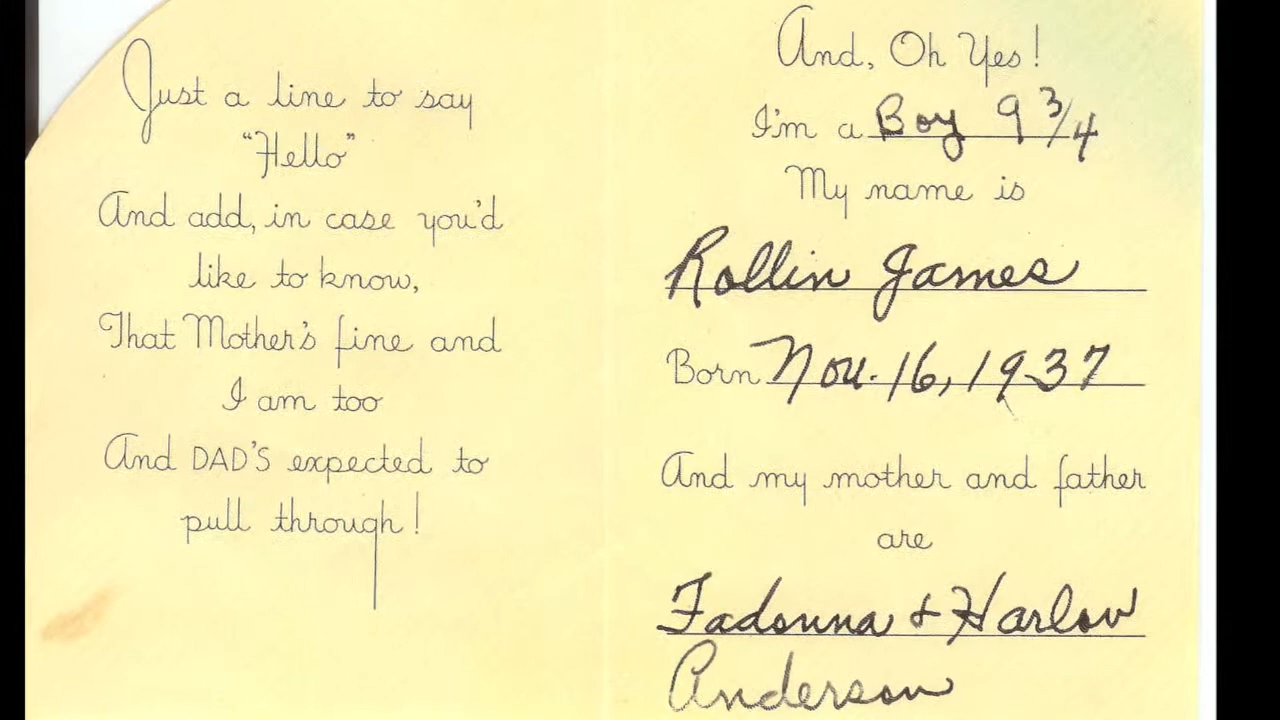 Just a line to say
“Hello”
And add, in case you'd
like to know,
That Mother's fine and
I am too
And DAD'S expected to
pull through!
And, Oh Yes!
I'm a Boy 9 3/4
My name is
Rollin James
Born Nov. 16, 1937
And my mother and father
are
Fadonna & Harlow
Anderson